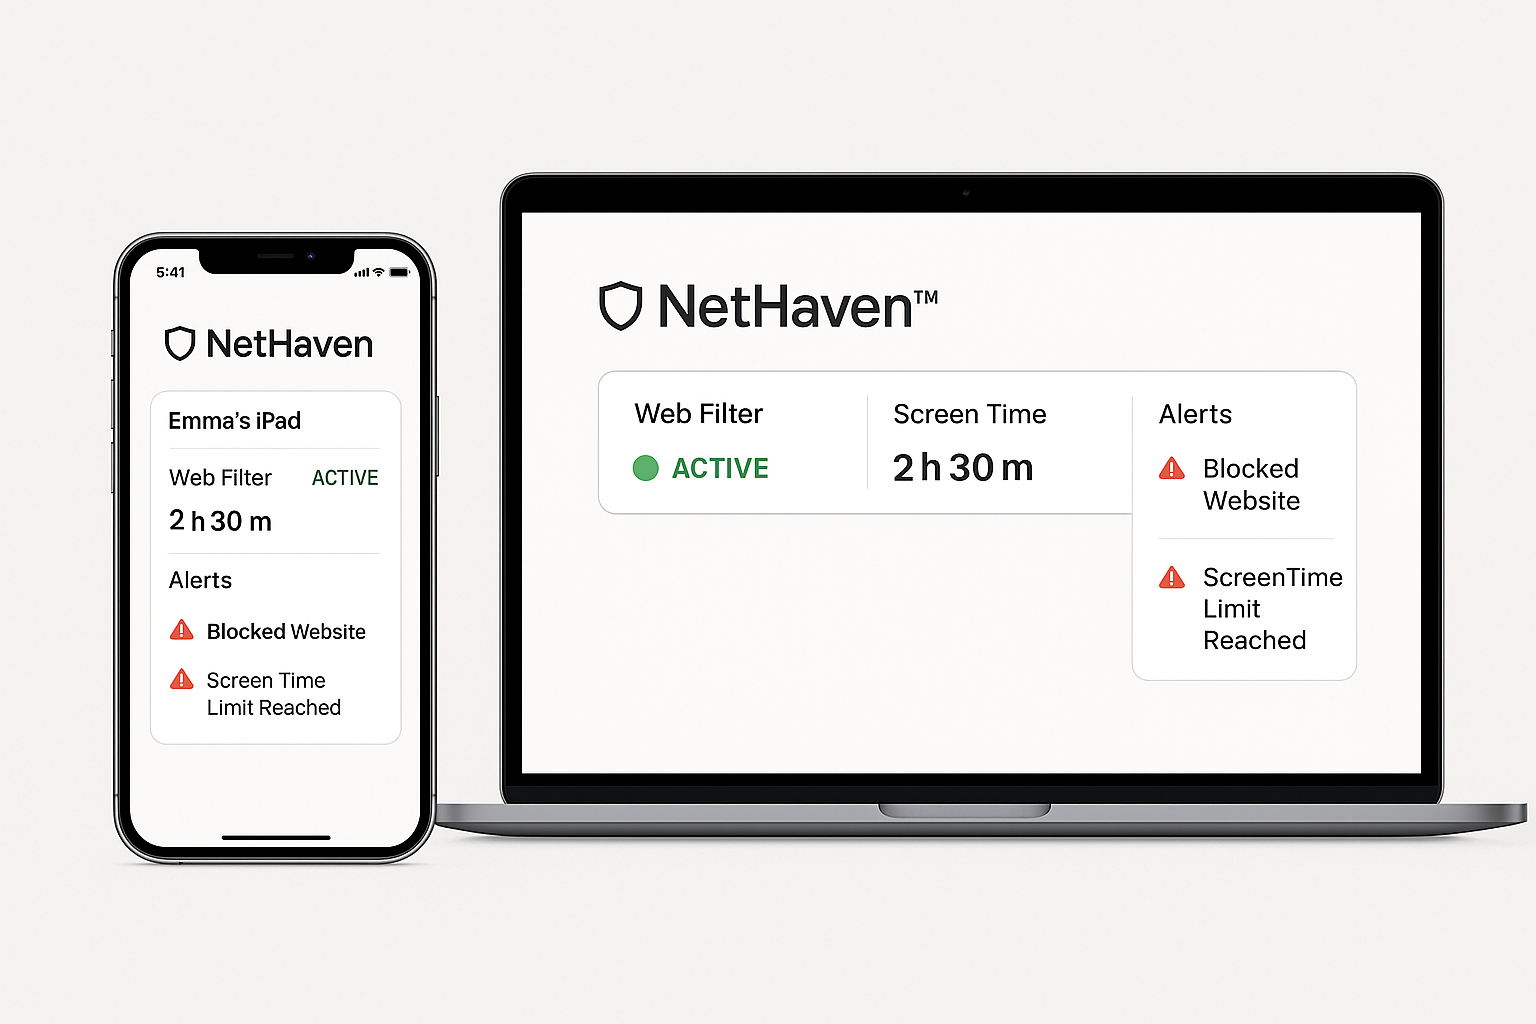 5:41
NetHaven
Emma's iPad
Web Filter ACTIVE
2 h 30 m
Alerts
Blocked Website
Screen Time
Limit Reached
NetHaven™
Web Filter
ACTIVE
Screen Time
2 h 30 m
Alerts
Blocked
Website
ScreenTime
Limit
Reached